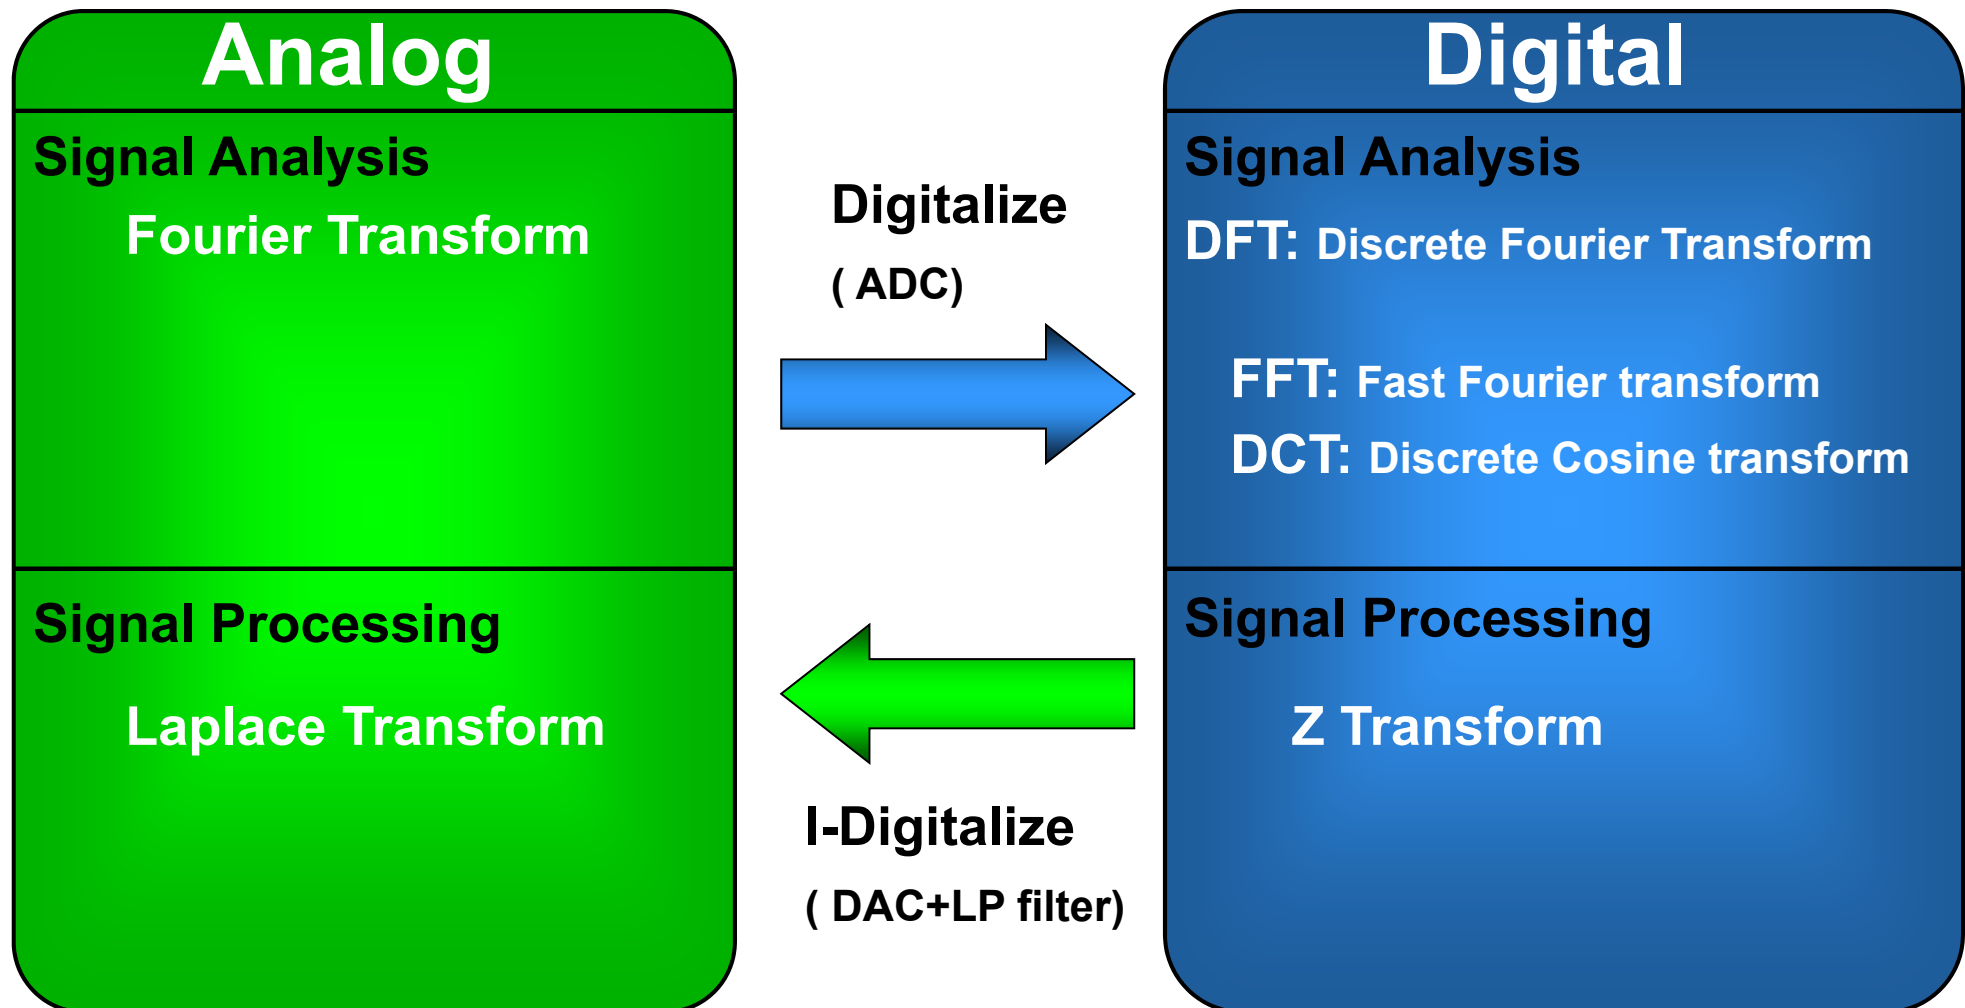 Analog
Signal Analysis
Fourier Transform
Signal Processing
Laplace Transform
Digitalize
( ADC)
I-Digitalize
( DAC+LP filter)
Digital
Signal Analysis
DFT: Discrete Fourier Transform
FFT: Fast Fourier transform
DCT: Discrete Cosine transform
Signal Processing
Z Transform